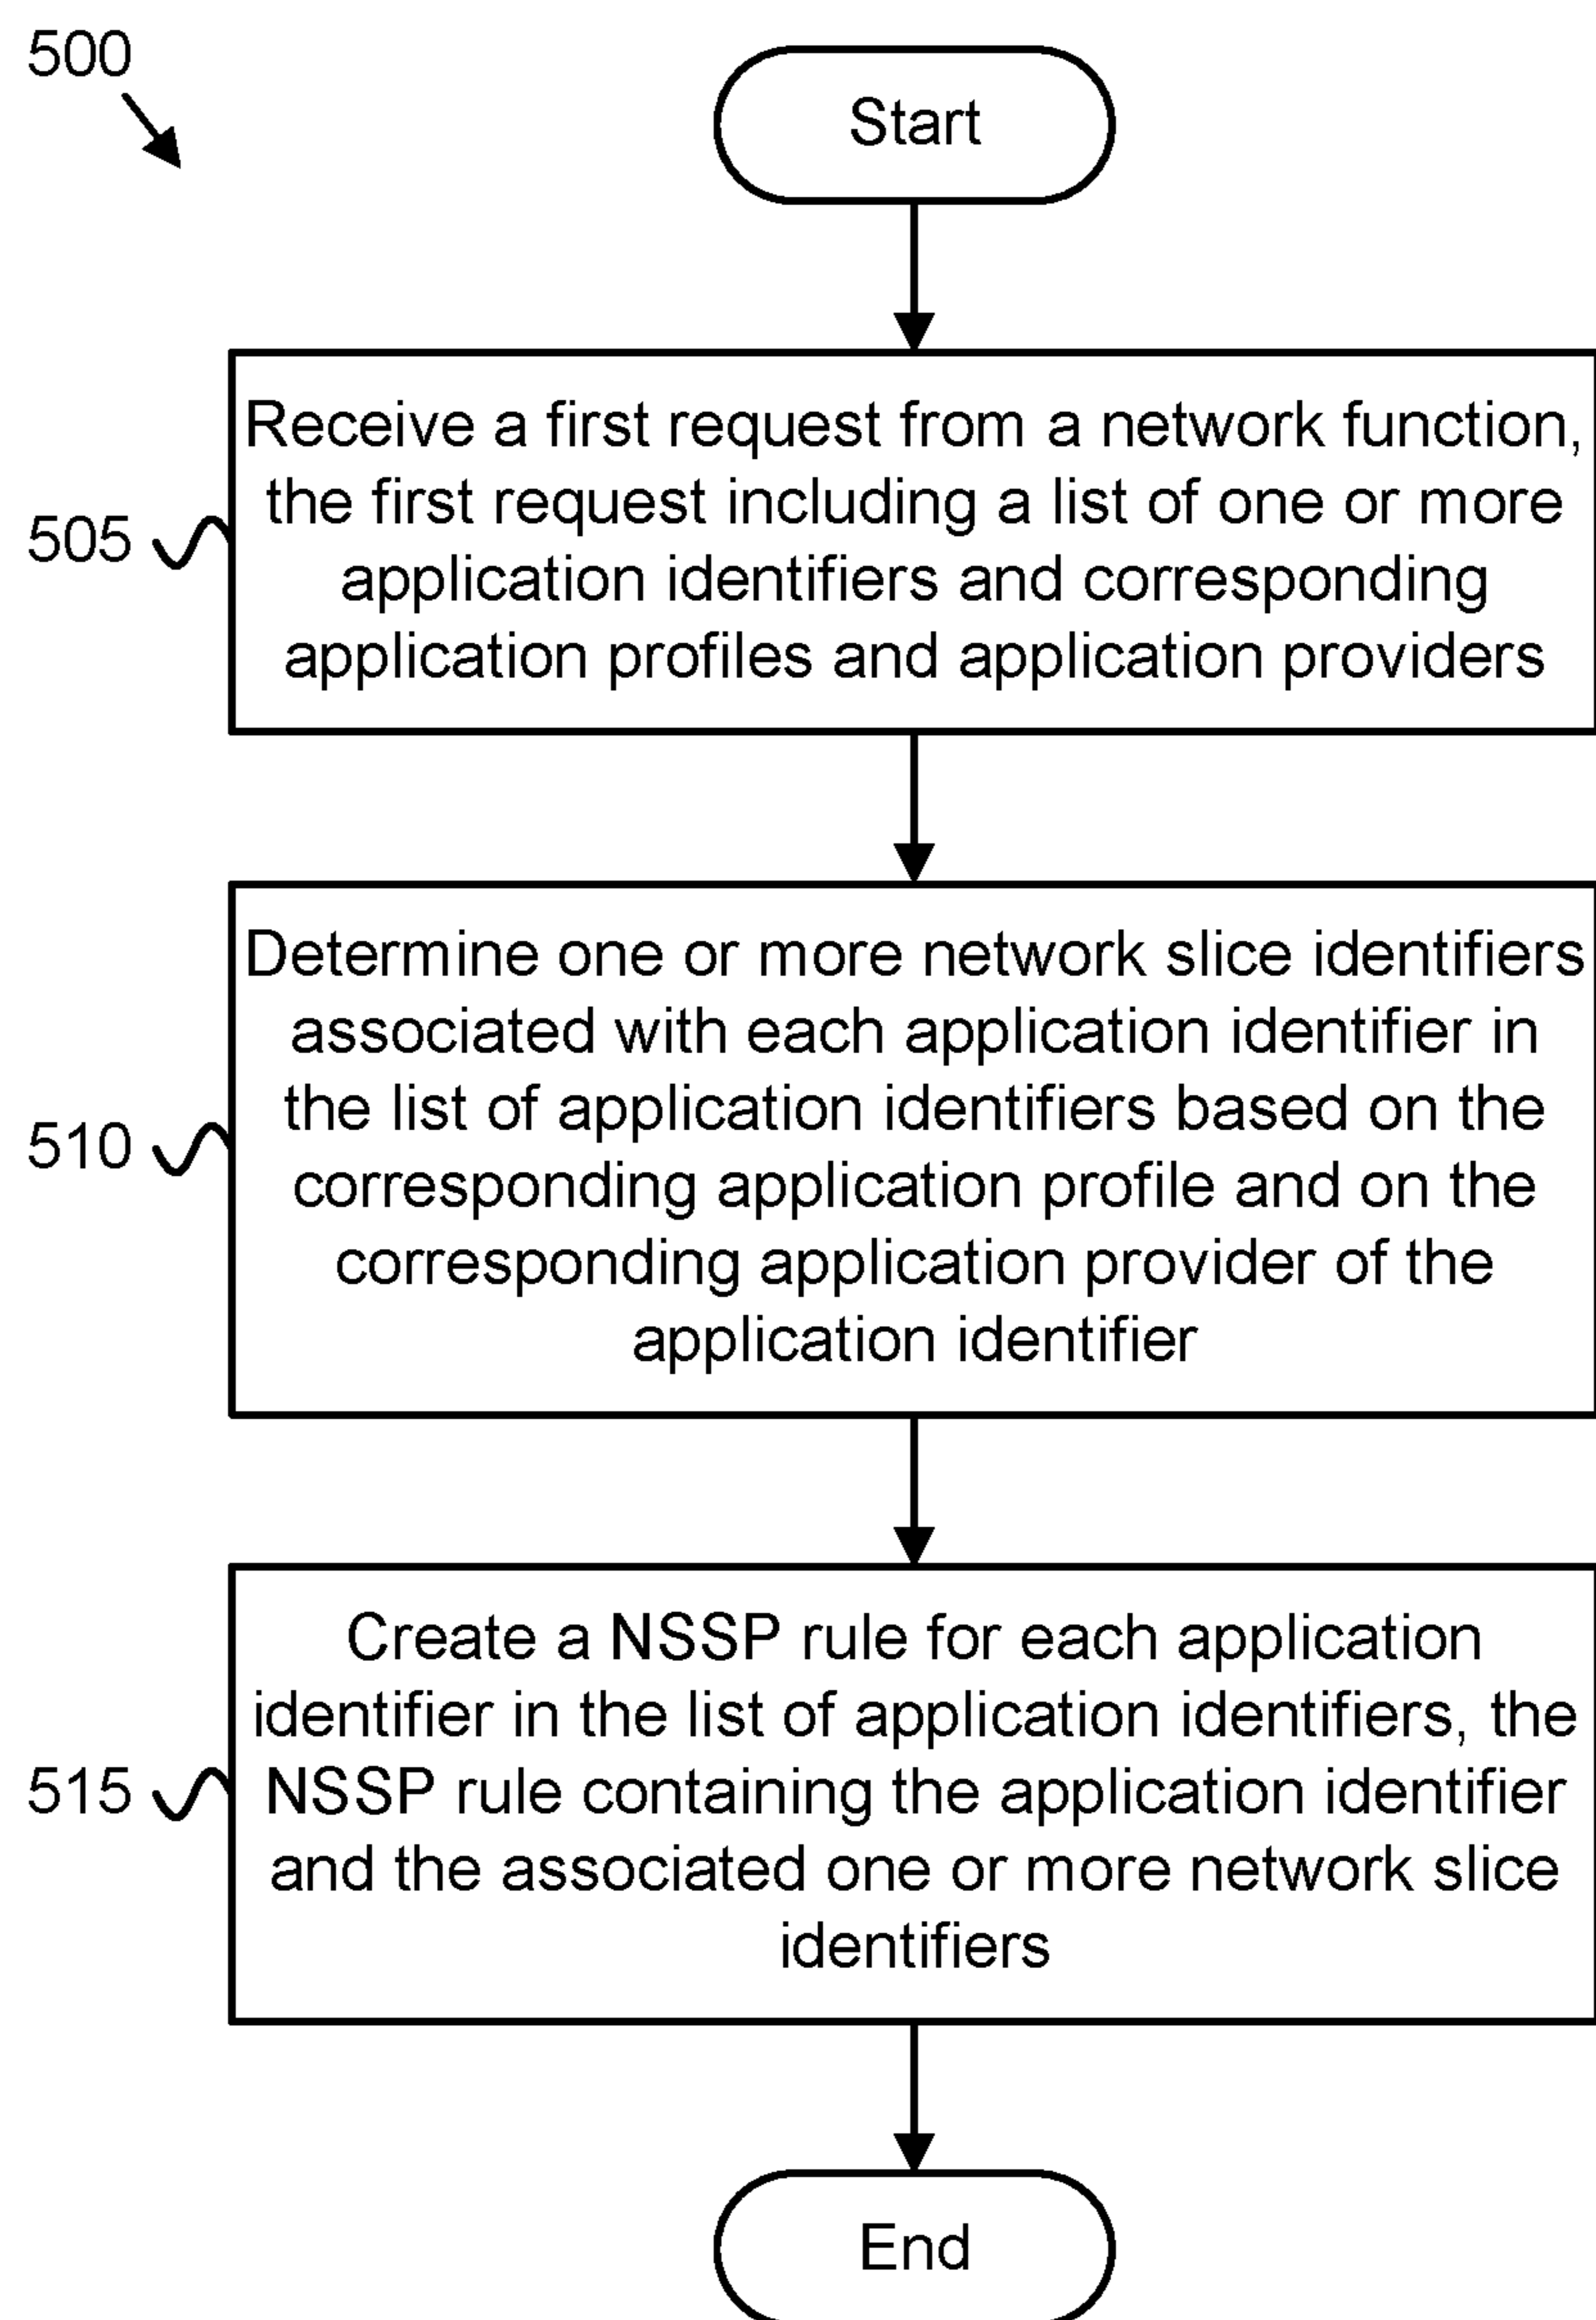 500
Start
Receive a first request from a network function,
the first request including a list of one or more
application identifiers and corresponding
application profiles and application providers
505
Determine one or more network slice identifiers
associated with each application identifier in
the list of application identifiers based on the
corresponding application profile and on the
corresponding application provider of the
application identifier
510
Create a NSSP rule for each application
identifier in the list of application identifiers, the
NSSP rule containing the application identifier
and the associated one or more network slice
identifiers
515
End